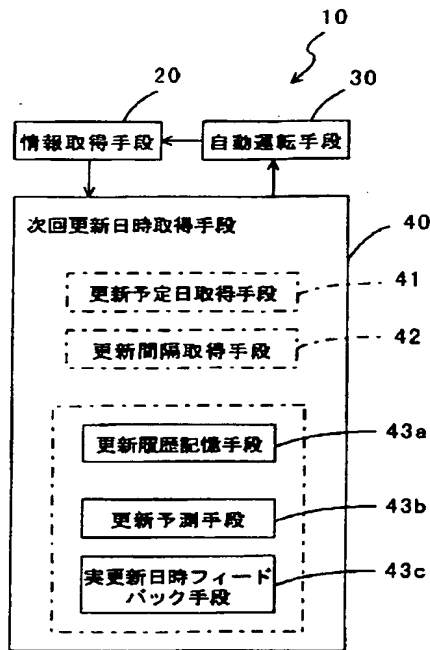 10
20
30
情報取得手段
自動運転手段
次回更新日時取得手段
40
更新予定日取得手段
41
更新間隔取得手段
42
更新履歴記憶手段
43a
更新予測手段
43b
実更新日時フィード
バック手段
43c